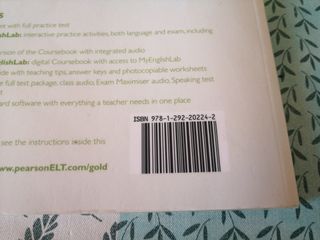 s
ent with full practice test
shLab: interactive practice activities, both language and exam, including
ersion of the Coursebook with integrated audio
nglishLab: digital Coursebook with access to MyEnglishLab
ide with teaching tips, answer keys and photocopiable worksheets
e full test package, class audio, Exam Maximiser audio, Speaking test
t
ard software with everything a teacher needs in one place
ISBN 978-1-292-20224-2
see the instructions inside this
www.pearsonELT.com/gold